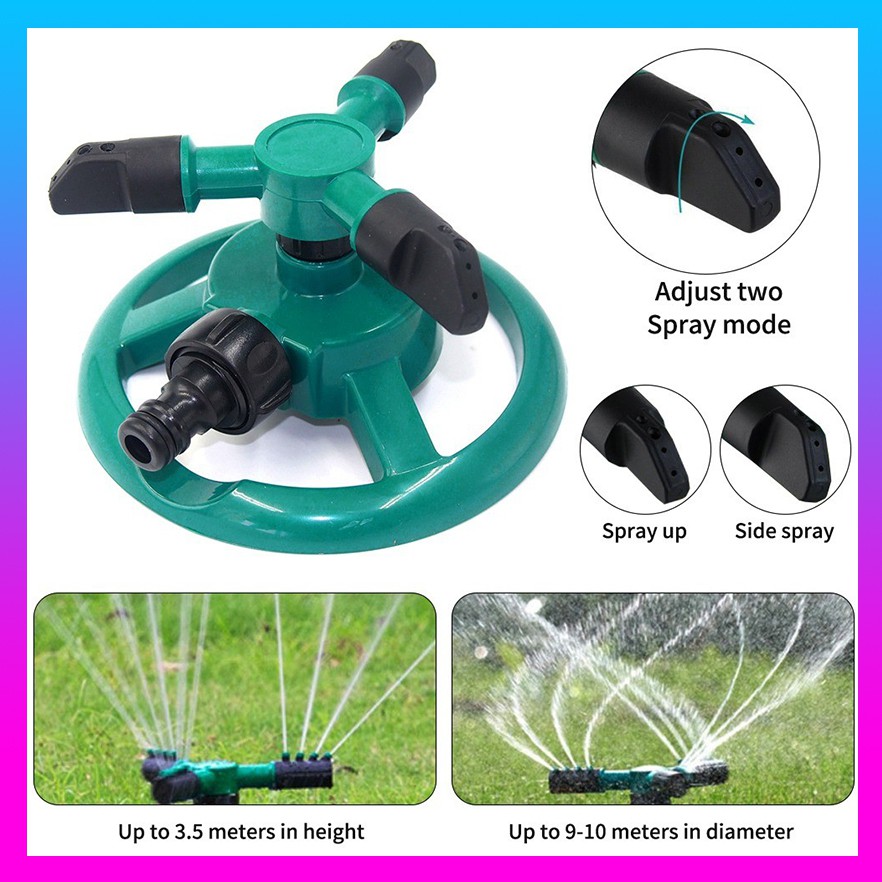 Adjust two
Spray mode
Spray up
Side spray
Up to 3.5 meters in height
Up to 9-10 meters in diameter